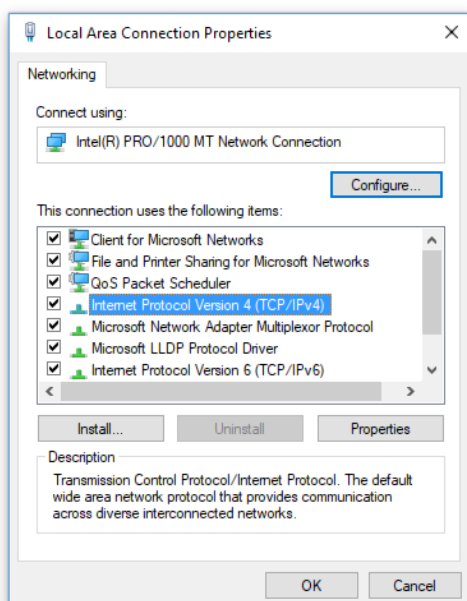 Local Area Connection Properties
Networking
Connect using:
Intel(R) PRO/1000 MT Network Connection
Configure...
This connection uses the following items:
Client for Microsoft Networks
File and Printer Sharing for Microsoft Networks
QoS Packet Scheduler
Internet Protocol Version 4 (TCP/IPv4)
Microsoft Network Adapter Multiplexor Protocol
Microsoft LLDP Protocol Driver
Internet Protocol Version 6 (TCP/IPv6)
Install...
Uninstall
Properties
Description
Transmission Control Protocol/Internet Protocol. The default
wide area network protocol that provides communication
across diverse interconnected networks.
OK
Cancel